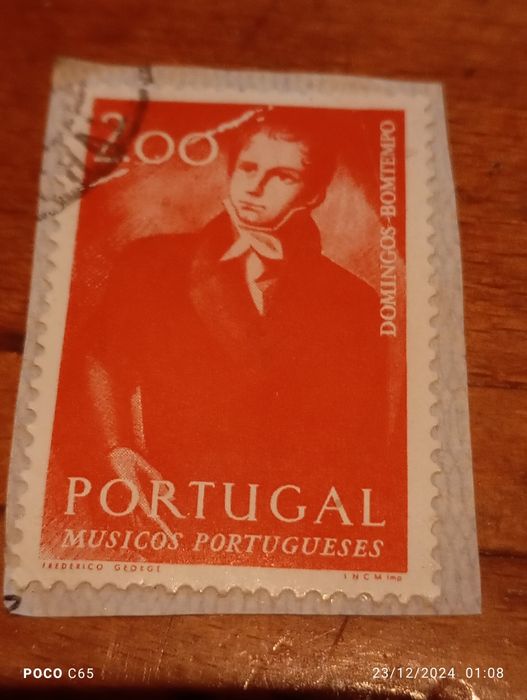 2.00
DOMINGOS-BOMTEMPO
PORTUGAL
MUSICOS PORTUGUESES
FREDERICO GEORGE
INCM Imp
POCO C65
23/12/2024 01:08